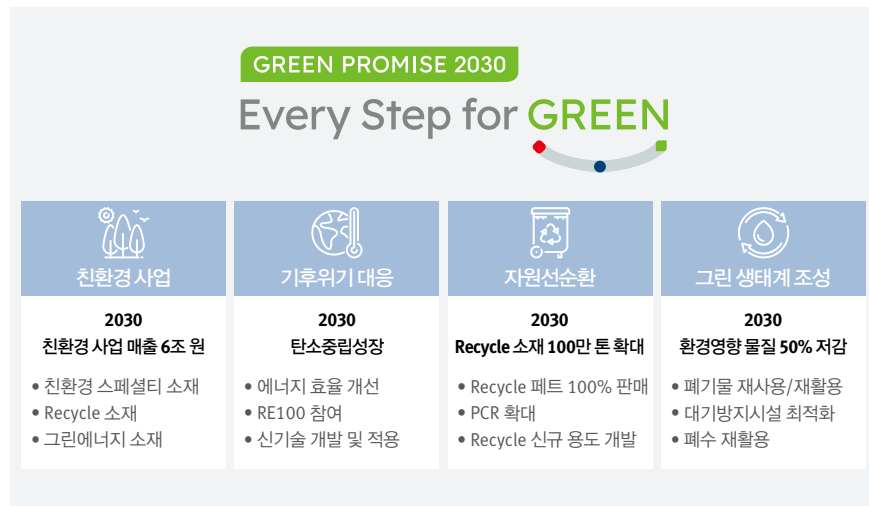 GREEN PROMISE 2030
Every Step for GREEN
친환경 사업
2030
친환경 사업 매출 6조 원
• 친환경 스페셜티 소재
• Recycle 소재
• 그린에너지 소재
기후위기 대응
2030
탄소중립성장
• 에너지 효율 개선
• RE100 참여
• 신기술 개발 및 적용
자원선순환
2030
Recycle 소재 100만 톤 확대
• Recycle 페트 100% 판매
• PCR 확대
• Recycle 신규 용도 개발
그린 생태계 조성
2030
환경영향 물질 50% 저감
• 폐기물 재사용/재활용
• 대기방지시설 최적화
• 폐수 재활용